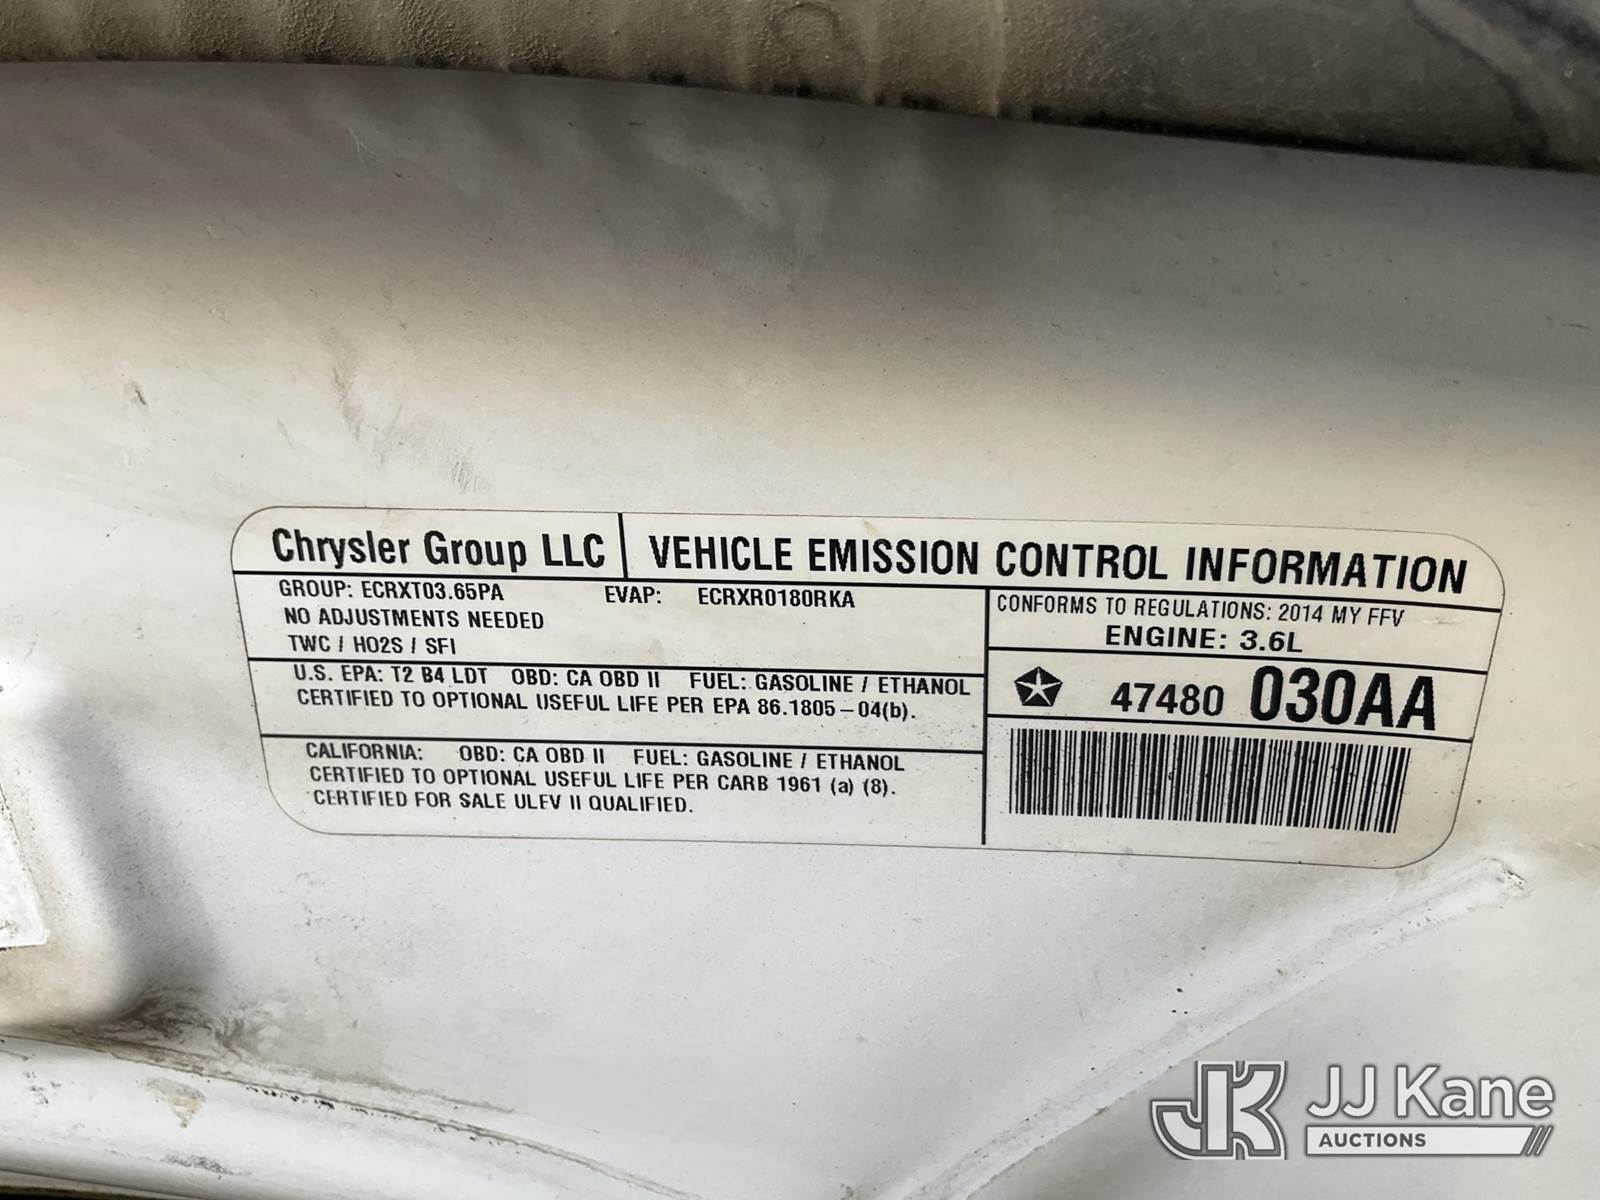 Chrysler Group LLC VEHICLE EMISSION CONTROL INFORMATION
GROUP: ECRXT03.65PA EVAP: ECRXR0180RKA
NO ADJUSTMENTS NEEDED
TWC / HO2S / SFI
U.S. EPA: T2 B4 LDT OBD: CA OBD II FUEL: GASOLINE / ETHANOL
CERTIFIED TO OPTIONAL USEFUL LIFE PER EPA 86.1805-04(b).
CALIFORNIA: OBD: CA OBD II FUEL: GASOLINE / ETHANOL
CERTIFIED TO OPTIONAL USEFUL LIFE PER CARB 1961 (a) (8).
CERTIFIED FOR SALE ULEV II QUALIFIED.
CONFORMS TO REGULATIONS: 2014 MY FFV
ENGINE: 3.6L
47480 030AA
JK JJ Kane
AUCTIONS